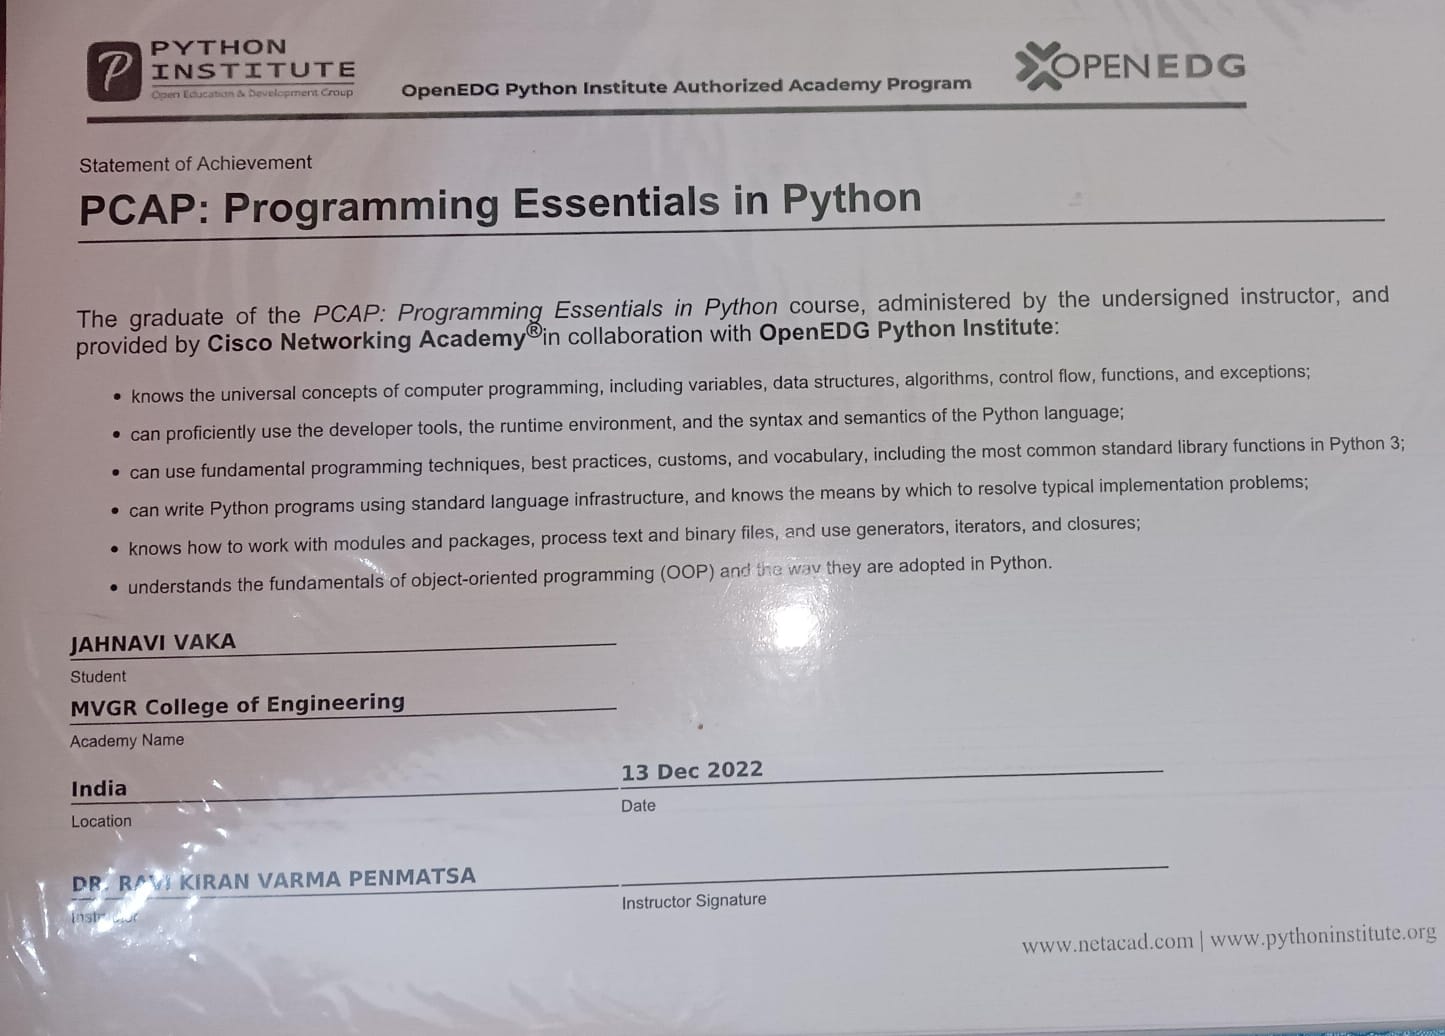 PYTHON
INSTITUTE
Open Education & Development Group
OpenEDG Python Institute Authorized Academy Program
OPENEDG
Statement of Achievement
PCAP: Programming Essentials in Python
The graduate of the PCAP: Programming Essentials in Python course, administered by the undersigned instructor, and
provided by Cisco Networking Academy®in collaboration with OpenEDG Python Institute:
• knows the universal concepts of computer programming, including variables, data structures, algorithms, control flow, functions, and exceptions;
• can proficiently use the developer tools, the runtime environment, and the syntax and semantics of the Python language;
• can use fundamental programming techniques, best practices, customs, and vocabulary, including the most common standard library functions in Python 3;
• can write Python programs using standard language infrastructure, and knows the means by which to resolve typical implementation problems;
• knows how to work with modules and packages, process text and binary files, and use generators, iterators, and closures;
• understands the fundamentals of object-oriented programming (OOP) and the way they are adopted in Python.
JAHNAVI VAKA
Student
MVGR College of Engineering
Academy Name
India
Location
13 Dec 2022
Date
DR. RAVI KIRAN VARMA PENMATSA
Instructor
Instructor Signature
www.netacad.com | www.pythoninstitute.org